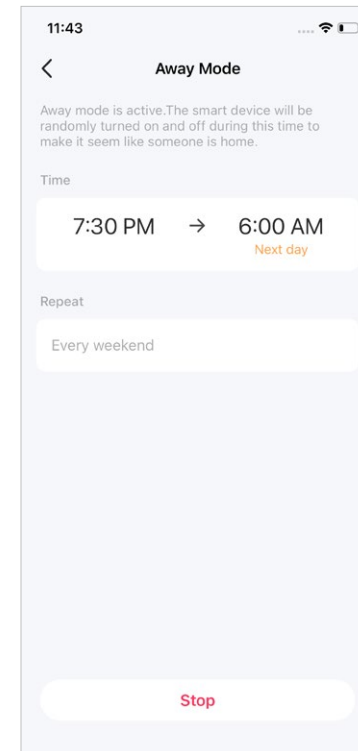 11:43
Away Mode
Away mode is active.The smart device will be
randomly turned on and off during this time to
make it seem like someone is home.
Time
7:30 PM → 6:00 AM
Next day
Repeat
Every weekend
Stop